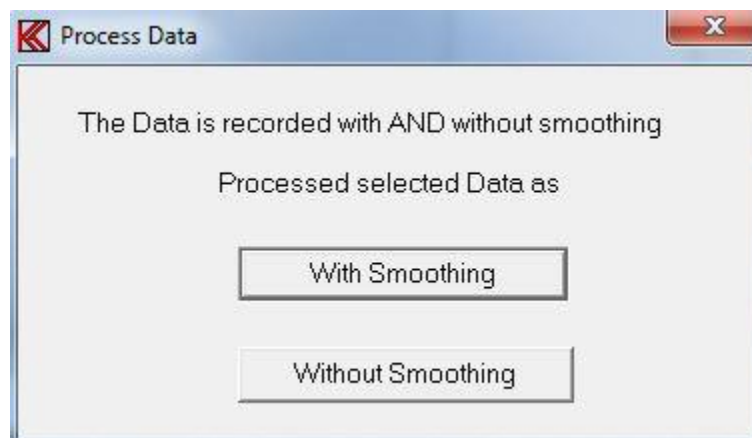 Process Data
The Data is recorded with AND without smoothing
Processed selected Data as
With Smoothing
Without Smoothing